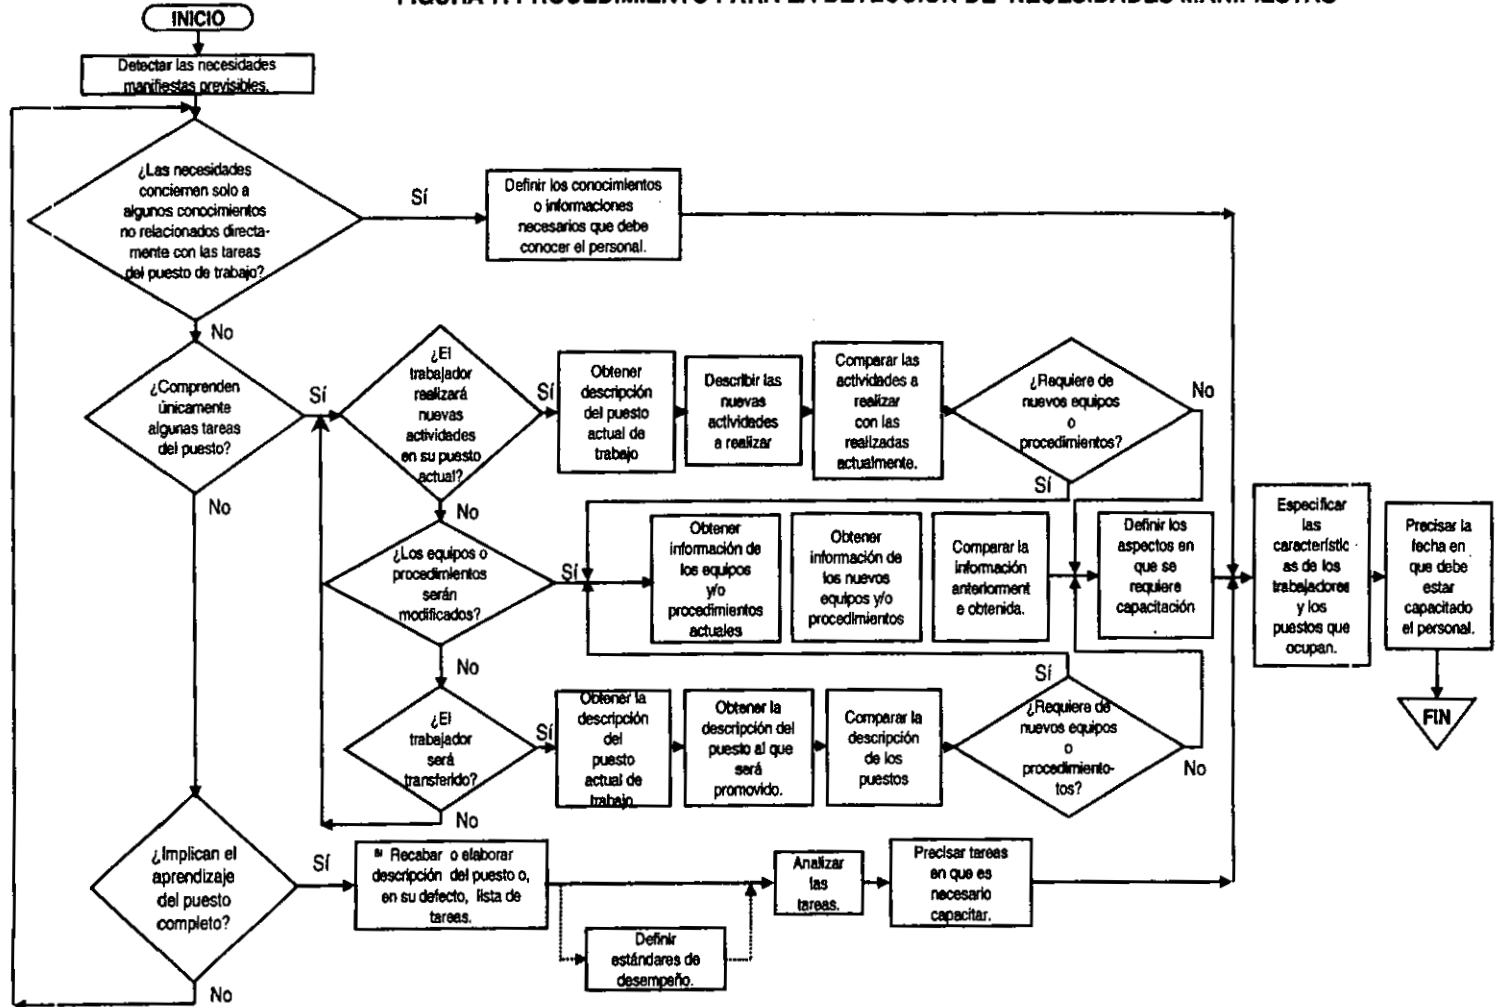 FIGURA 7. PROCEDIMIENTO PARA LA DETECCION DE NECESIDADES MANIFIESTAS
INICIO
Detectar las necesidades
manifiestas previsibles.
¿Las necesidades
conciernen solo a
algunos conocimientos
no relacionados directa-
mente con las tareas
del puesto de trabajo?
Sí
Definir los conocimientos
o informaciones
necesarios que debe
conocer el personal.
No
¿Comprenden
únicamente
algunas tareas
del puesto?
Sí
¿El
trabajador
realizará
nuevas
actividades
en su puesto
actual?
Sí
Obtener
descripción
del puesto
actual de
trabajo
Describir las
nuevas
actividades
a realizar
Comparar las
actividades a
realizar
con las
realizadas
actualmente.
¿Requiere de
nuevos equipos
o
procedimientos?
No
Sí
No
No
¿Los equipos o
procedimientos
serán
modificados?
Sí
Obtener
información de
los equipos
y/o
procedimientos
actuales
Obtener
información de
los nuevos
equipos y/o
procedimientos
Comparar la
información
anteriorment
e obtenida.
Definir los
aspectos en
que se
requiere
capacitación
Especificar
las
característic
as de los
trabajadores
y los
puestos que
ocupan.
Precisar la
fecha en
que debe
estar
capacitado
el personal.
FIN
No
¿El
trabajador
será
transferido?
Sí
Obtener la
descripción
del
puesto
actual de
trabajo
Obtener la
descripción del
puesto al que
será
promovido.
Comparar la
descripción
de los
puestos
Sí
¿Requiere de
nuevos equipos
o
procedimiento-
tos?
No
No
¿Implican el
aprendizaje
del puesto
completo?
Sí
Recabar o elaborar
descripción del puesto o,
en su defecto, lista de
tareas.
Definir
estándares de
desempeño.
Analizar
las
tareas.
Precisar tareas
en que es
necesario
capacitar.
No